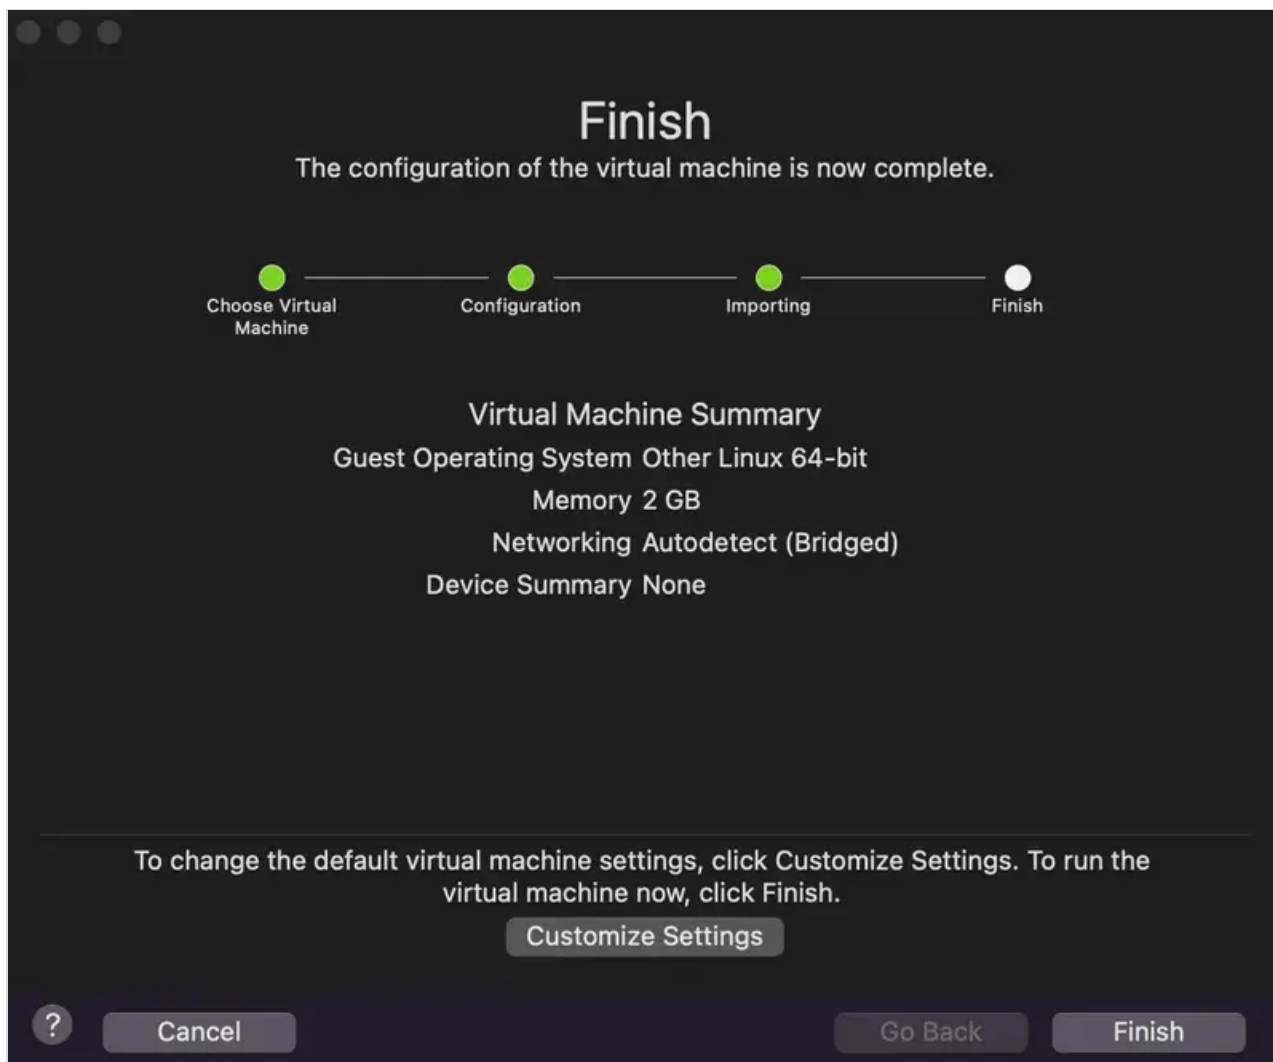 Finish
The configuration of the virtual machine is now complete.
Choose Virtual
Machine
Configuration
Importing
Finish
Virtual Machine Summary
Guest Operating System Other Linux 64-bit
Memory 2 GB
Networking Autodetect (Bridged)
Device Summary None
To change the default virtual machine settings, click Customize Settings. To run the
virtual machine now, click Finish.
Customize Settings
? Cancel Go Back Finish